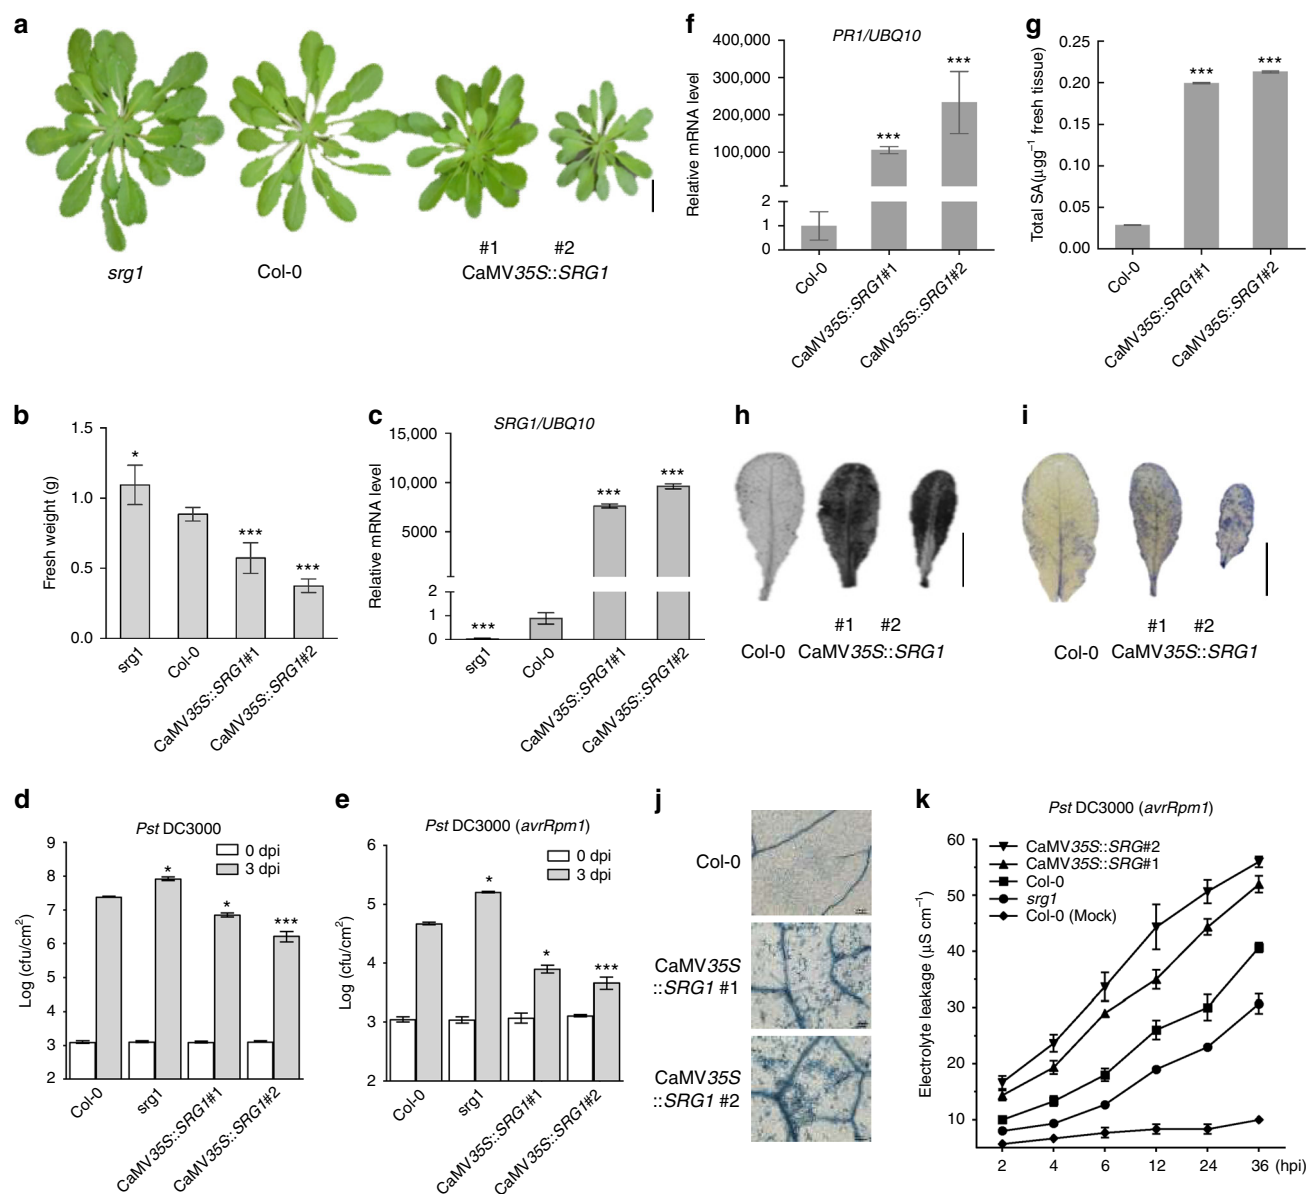 a
srg1
Col-0
#1 #2
CaMV35S::SRG1
f
PR1/UBQ10
Relative mRNA level
400,000
300,000
200,000
100,000
2
1
0
***
***
Col-0
CaMV35S::SRG1#1
CaMV35S::SRG1#2
g
Total SA(µgg⁻¹ fresh tissue)
0.25
0.20
0.15
0.10
0.05
0.00
***
***
Col-0
CaMV35S::SRG1#1
CaMV35S::SRG1#2
b
Fresh weight (g)
1.5
1.0
0.5
0.0
*
***
***
srg1
Col-0
CaMV35S::SRG1#1
CaMV35S::SRG1#2
c
SRG1/UBQ10
Relative mRNA level
15,000
10,000
5000
2
1
0
***
***
***
srg1
Col-0
CaMV35S::SRG1#1
CaMV35S::SRG1#2
h
#1 #2
Col-0 CaMV35S::SRG1
i
#1 #2
Col-0 CaMV35S::SRG1
d
Pst DC3000
0 dpi
3 dpi
Log (cfu/cm²)
9
8
7
6
5
4
3
2
*
*
***
Col-0
srg1
CaMV35S::SRG1#1
CaMV35S::SRG1#2
e
Pst DC3000 (avrRpm1)
0 dpi
3 dpi
Log (cfu/cm²)
6
5
4
3
2
*
*
***
Col-0
srg1
CaMV35S::SRG1#1
CaMV35S::SRG1#2
j
Col-0
CaMV35S
::SRG1 #1
CaMV35S
::SRG1 #2
k
Pst DC3000 (avrRpm1)
CaMV35S::SRG#2
CaMV35S::SRG#1
Col-0
srg1
Col-0 (Mock)
Electrolyte leakage (µS cm⁻¹)
60
50
40
30
20
10
2 4 6 12 24 36 (hpi)